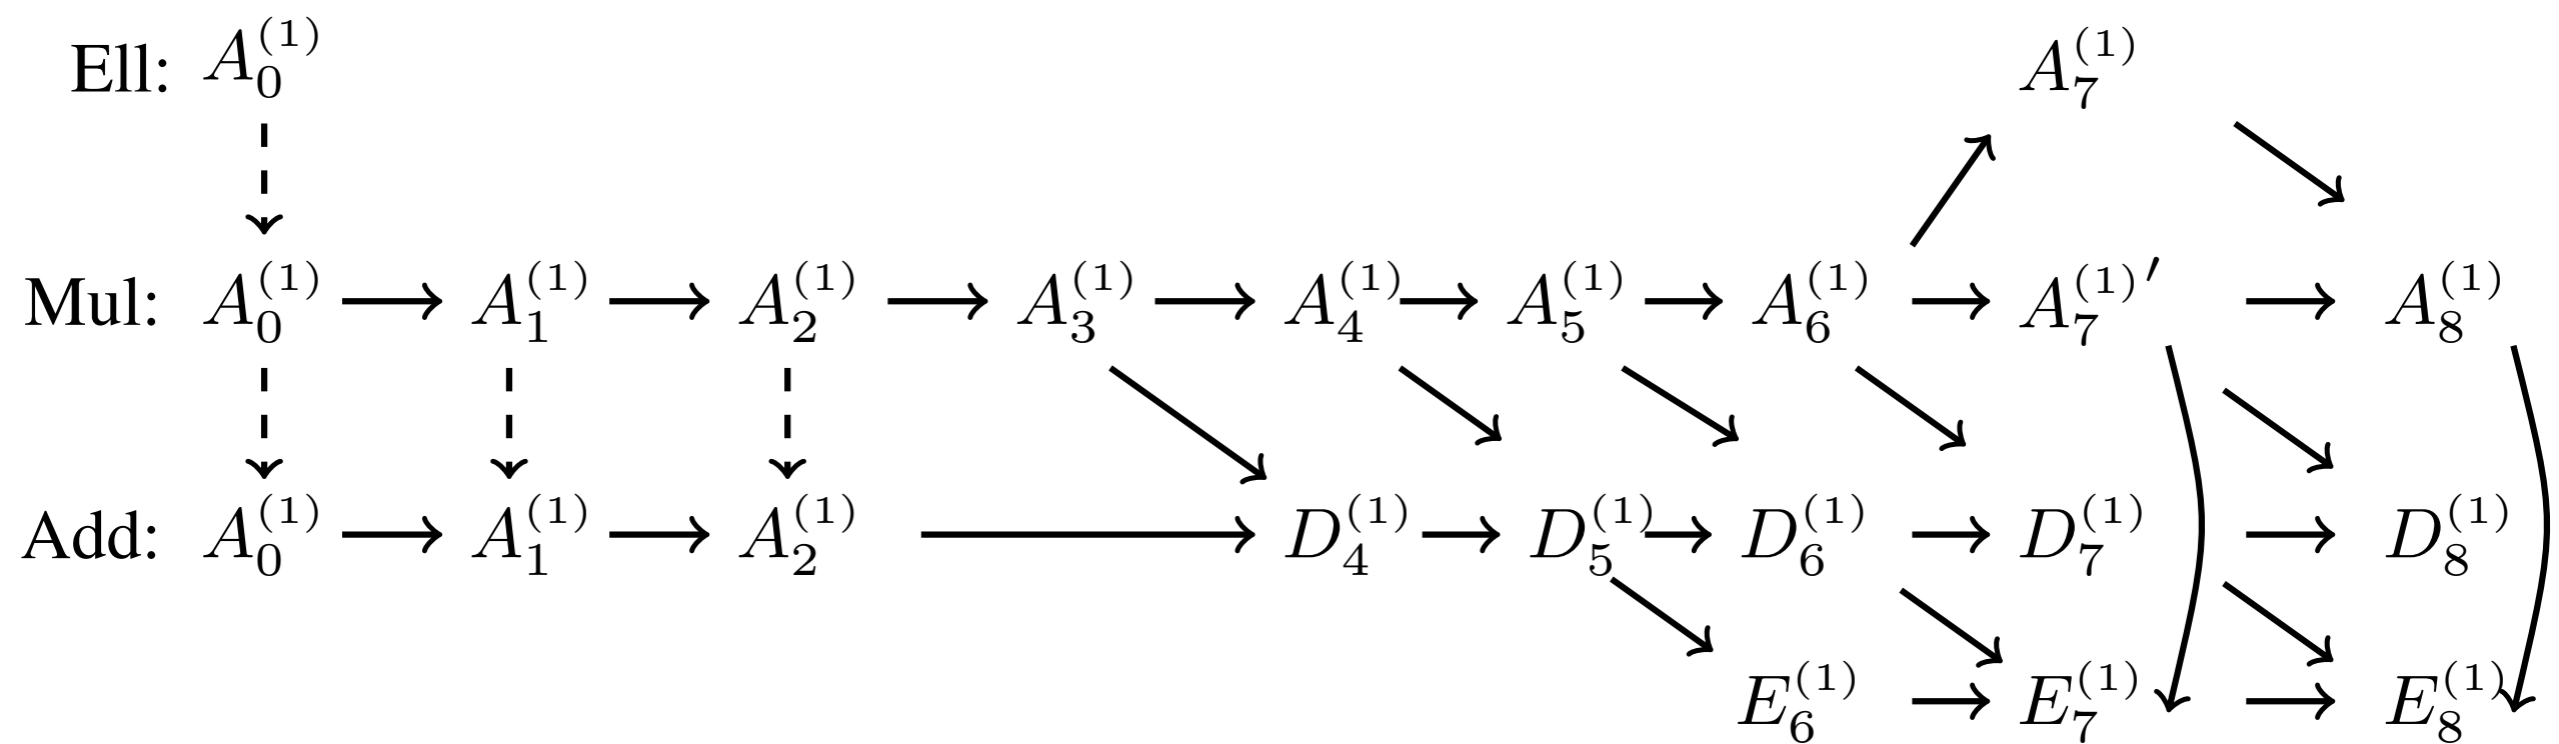 Ell: A_0^{(1)} A_7^{(1)}
Mul: A_0^{(1)} A_1^{(1)} A_2^{(1)} A_3^{(1)} A_4^{(1)} A_5^{(1)} A_6^{(1)} A_7^{(1)'} A_8^{(1)}
Add: A_0^{(1)} A_1^{(1)} A_2^{(1)} D_4^{(1)} D_5^{(1)} D_6^{(1)} D_7^{(1)} D_8^{(1)}
E_6^{(1)} E_7^{(1)} E_8^{(1)}